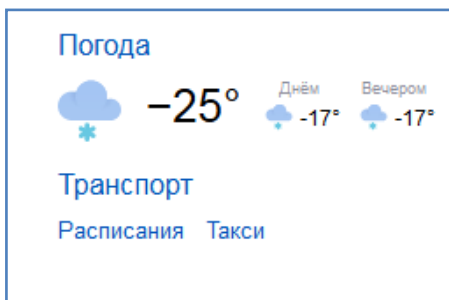 Погода
−25°
Днём
-17°
Вечером
-17°
Транспорт
Расписания Такси